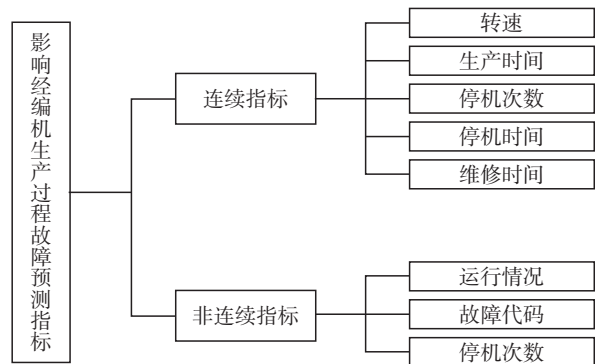 影响经编机生产过程故障预测指标
连续指标
转速
生产时间
停机次数
停机时间
维修时间
非连续指标
运行情况
故障代码
停机次数